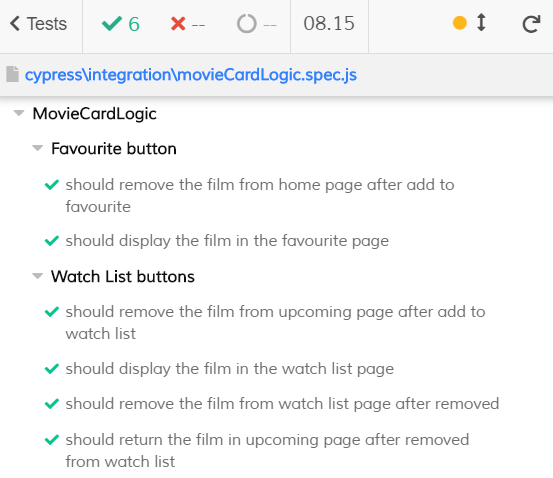 Tests 6 -- -- 08.15
cypress\integration\movieCardLogic.spec.js
MovieCardLogic
Favourite button
should remove the film from home page after add to
favourite
should display the film in the favourite page
Watch List buttons
should remove the film from upcoming page after add to
watch list
should display the film in the watch list page
should remove the film from watch list page after removed
should return the film in upcoming page after removed
from watch list